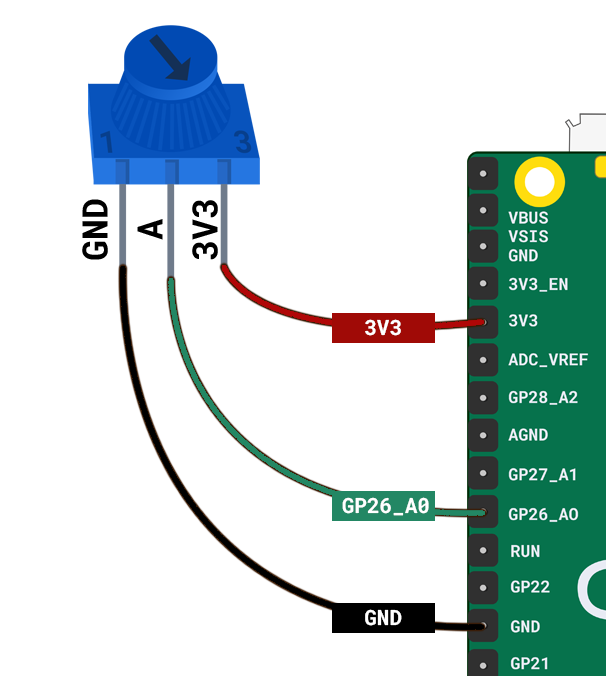 1
3
GND
A
3V3
3V3
GP26_A0
GND
VBUS
VSIS
GND
3V3_EN
3V3
ADC_VREF
GP28_A2
AGND
GP27_A1
GP26_AO
RUN
GP22
GND
GP21